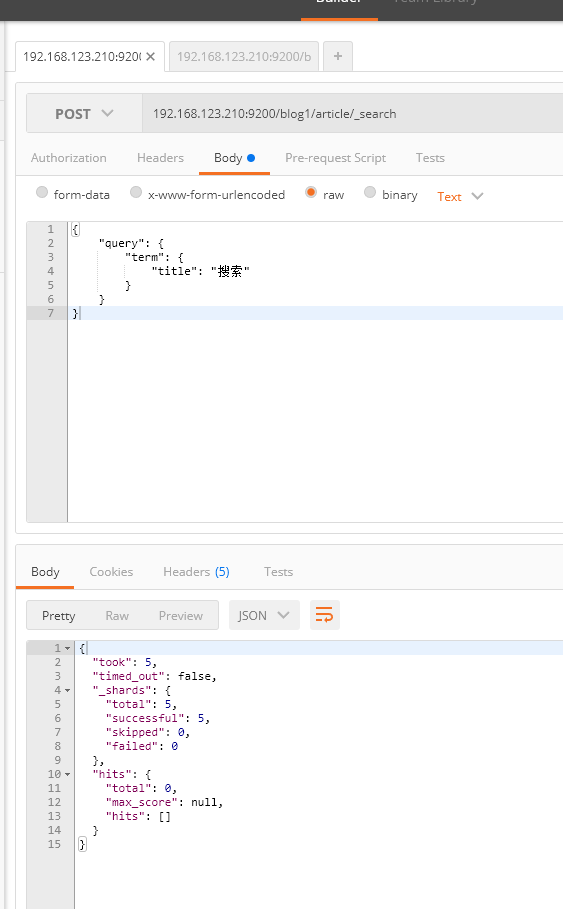 Builder
Team Library
192.168.123.210:920( ×
192.168.123.210:9200/b
+
POST
192.168.123.210:9200/blog1/article/_search
Authorization Headers Body Pre-request Script Tests
form-data x-www-form-urlencoded raw binary Text
1 {
2 "query": {
3 "term": {
4 "title": "搜索"
5 }
6 }
7 }
Body Cookies Headers (5) Tests
Pretty Raw Preview JSON
1 {
2 "took": 5,
3 "timed_out": false,
4 "_shards": {
5 "total": 5,
6 "successful": 5,
7 "skipped": 0,
8 "failed": 0
9 },
10 "hits": {
11 "total": 0,
12 "max_score": null,
13 "hits": []
14 }
15 }